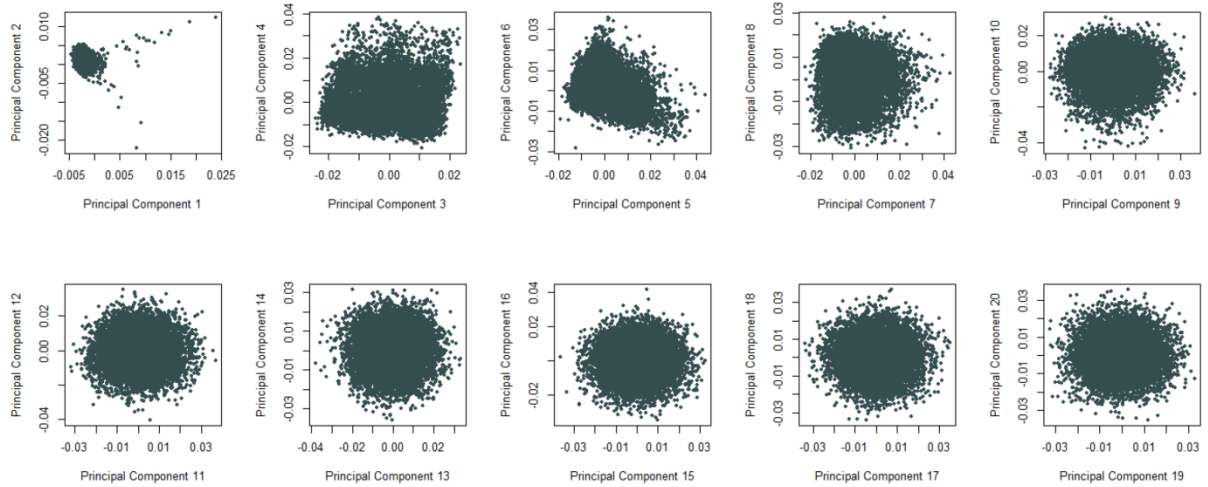 Principal Component 2
0.010
-0.005
-0.020
-0.005 0.005 0.015 0.025
Principal Component 1
Principal Component 4
0.04
0.02
0.00
-0.02
-0.02 0.00 0.02
Principal Component 3
Principal Component 6
0.03
0.01
-0.01
-0.03
-0.02 0.00 0.02 0.04
Principal Component 5
Principal Component 8
0.03
0.01
-0.01
-0.03
-0.02 0.00 0.02 0.04
Principal Component 7
Principal Component 10
0.02
0.00
-0.04
-0.03 -0.01 0.01 0.03
Principal Component 9
Principal Component 12
0.02
0.00
-0.04
-0.03 -0.01 0.01 0.03
Principal Component 11
Principal Component 14
0.03
0.01
-0.01
-0.03
-0.04 -0.02 0.00 0.02
Principal Component 13
Principal Component 16
0.04
0.02
0.00
-0.02
-0.03 -0.01 0.01 0.03
Principal Component 15
Principal Component 18
0.03
0.01
-0.01
-0.03
-0.03 -0.01 0.01 0.03
Principal Component 17
Principal Component 20
0.03
0.01
-0.01
-0.03
-0.03 -0.01 0.01 0.03
Principal Component 19